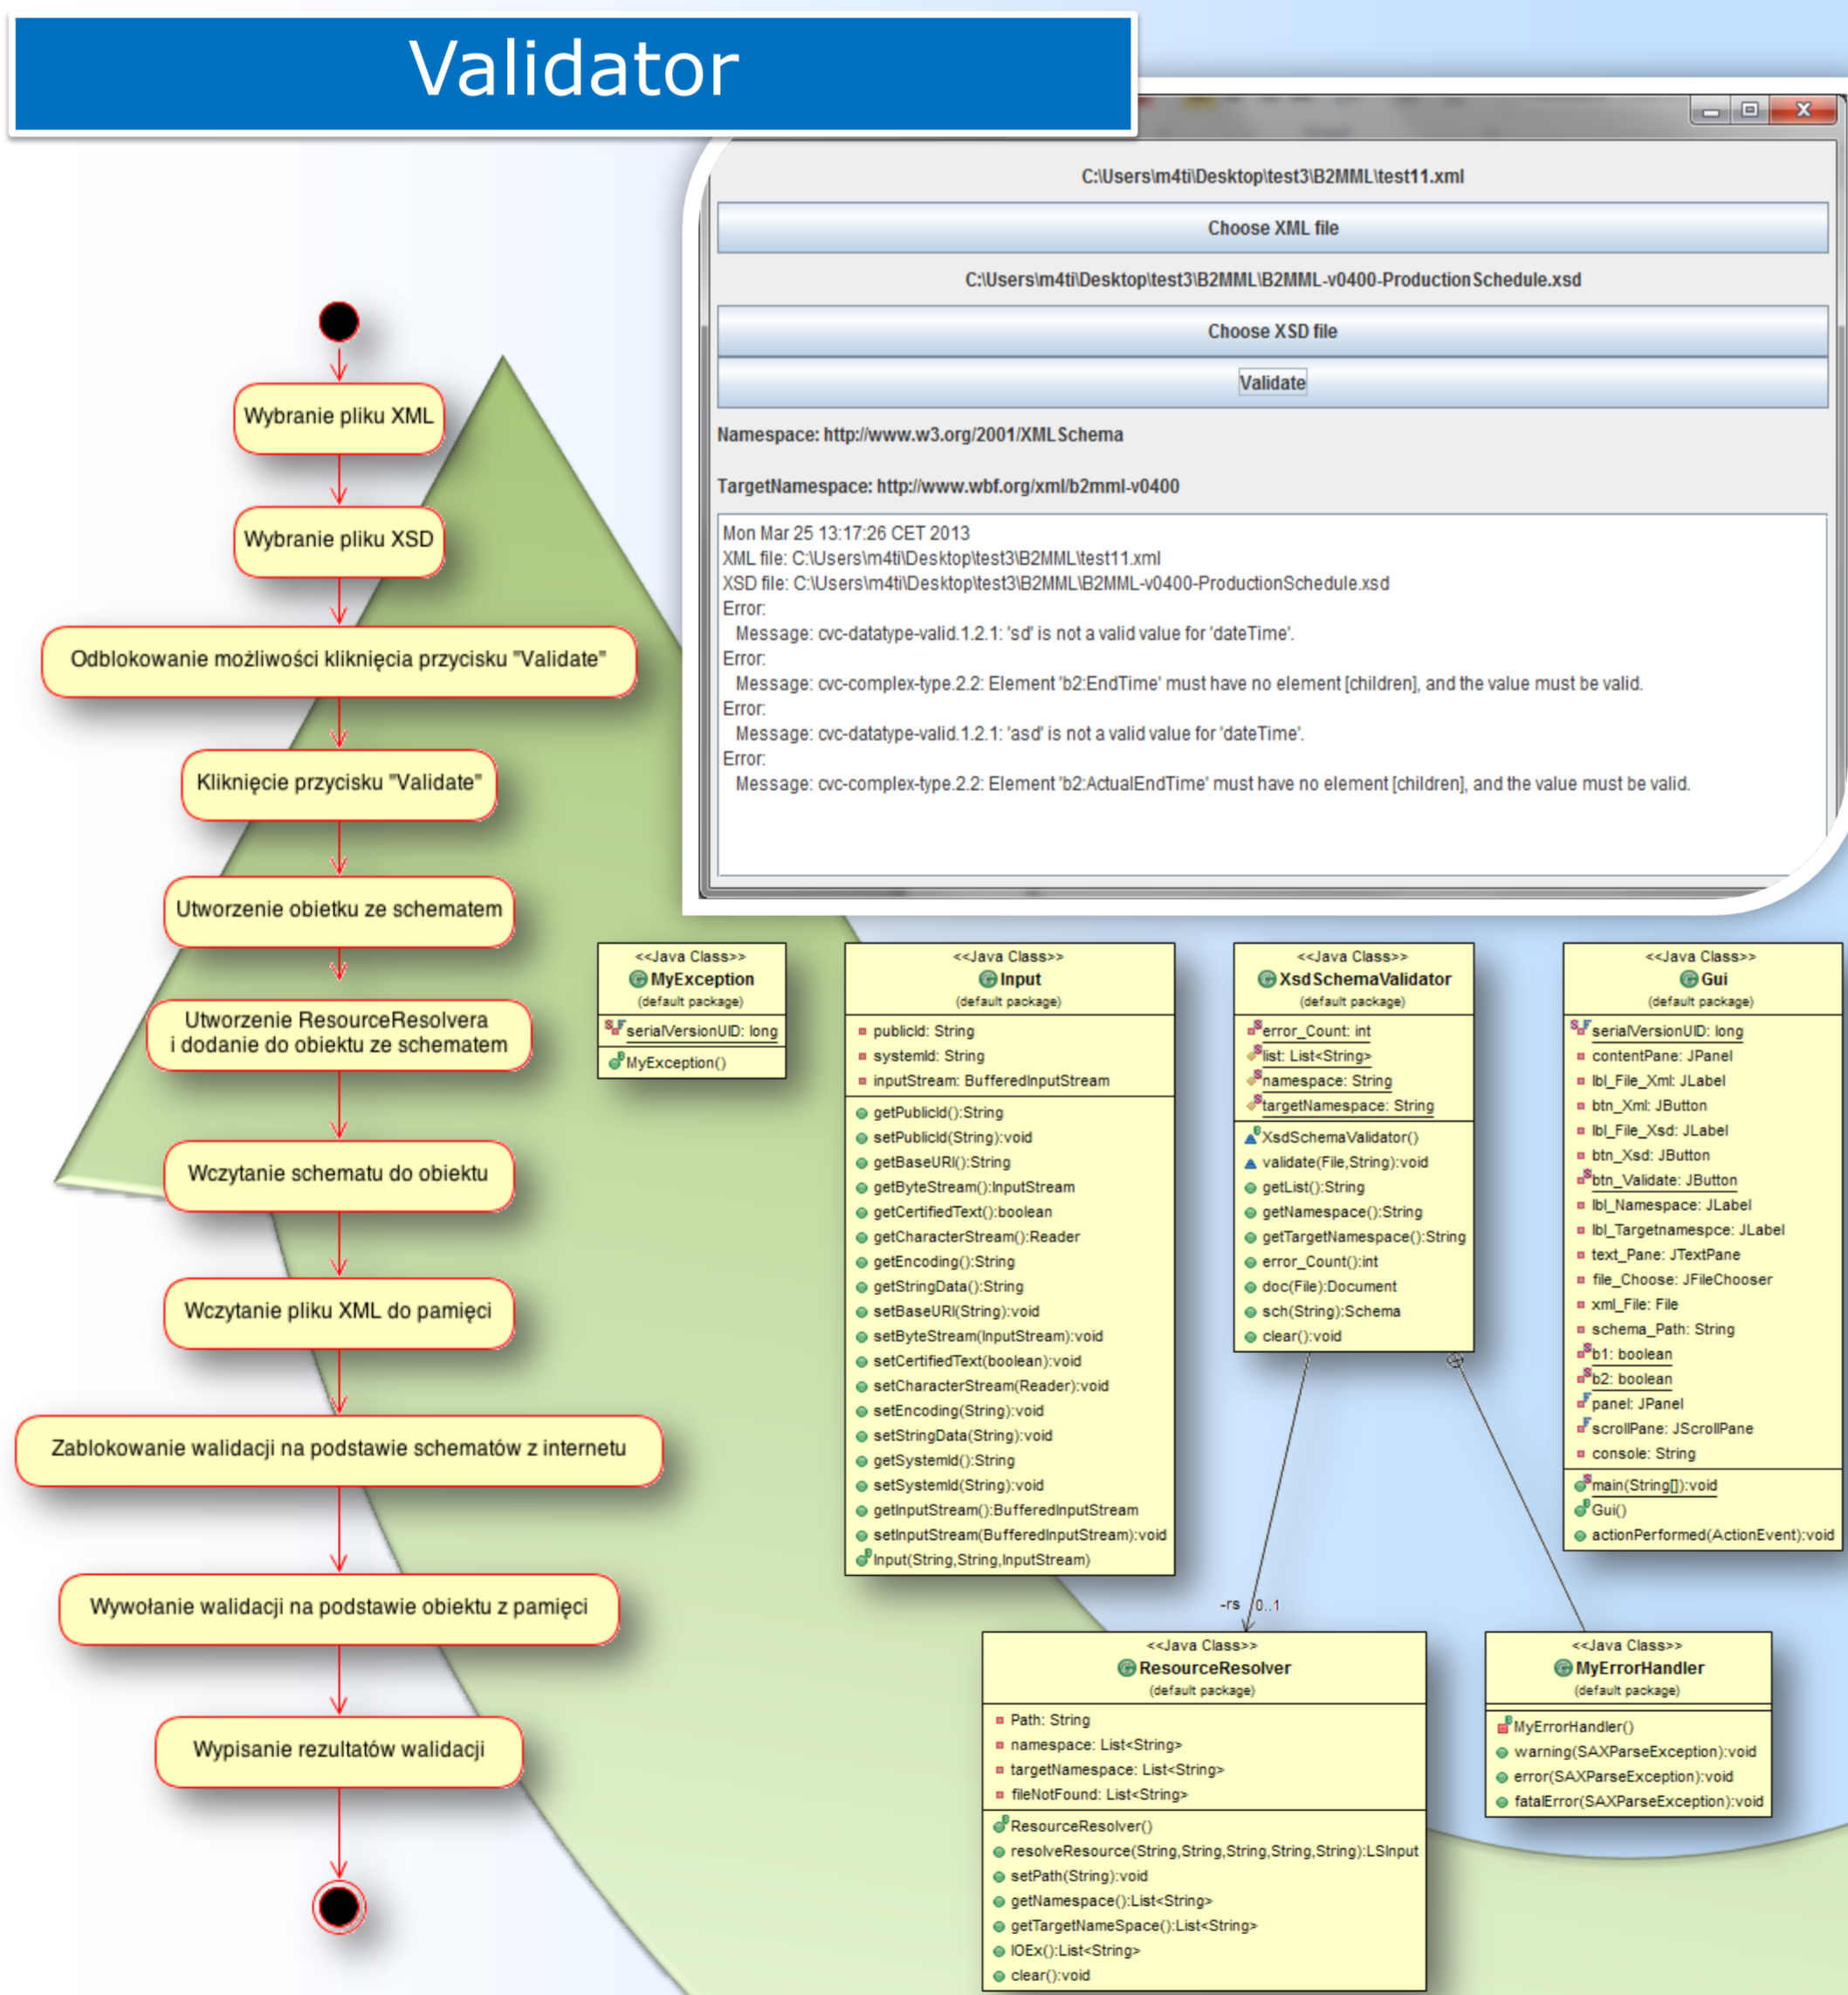 Validator
C:\Users\m4ti\Desktop\test3\B2MML\test11.xml
Choose XML file
C:\Users\m4ti\Desktop\test3\B2MML\B2MML-v0400-ProductionSchedule.xsd
Choose XSD file
Validate
Namespace: http://www.w3.org/2001/XMLSchema
TargetNamespace: http://www.wbf.org/xml/b2mml-v0400
Mon Mar 25 13:17:26 CET 2013
XML file: C:\Users\m4ti\Desktop\test3\B2MML\test11.xml
XSD file: C:\Users\m4ti\Desktop\test3\B2MML\B2MML-v0400-ProductionSchedule.xsd
Error:
Message: cvc-datatype-valid.1.2.1: 'sd' is not a valid value for 'dateTime'.
Error:
Message: cvc-complex-type.2.2: Element 'b2:EndTime' must have no element [children], and the value must be valid.
Error:
Message: cvc-datatype-valid.1.2.1: 'asd' is not a valid value for 'dateTime'.
Error:
Message: cvc-complex-type.2.2: Element 'b2:ActualEndTime' must have no element [children], and the value must be valid.
Wybranie pliku XML
Wybranie pliku XSD
Odblokowanie możliwości kliknięcia przycisku "Validate"
Kliknięcie przycisku "Validate"
Utworzenie obietku ze schematem
Utworzenie ResourceResolvera
i dodanie do obiektu ze schematem
Wczytanie schematu do obiektu
Wczytanie pliku XML do pamięci
Zablokowanie walidacji na podstawie schematów z internetu
Wywołanie walidacji na podstawie obiektu z pamięci
Wypisanie rezultatów walidacji
<<Java Class>>
MyException
(default package)
serialVersionUID: long
MyException()
<<Java Class>>
Input
(default package)
publicId: String
systemId: String
inputStream: BufferedInputStream
getPublicId():String
setPublicId(String):void
getBaseURI():String
getByteStream():InputStream
getCertifiedText():boolean
getCharacterStream():Reader
getEncoding():String
getStringData():String
setBaseURI(String):void
setByteStream(InputStream):void
setCertifiedText(boolean):void
setCharacterStream(Reader):void
setEncoding(String):void
setStringData(String):void
getSystemId():String
setSystemId(String):void
getInputStream():BufferedInputStream
setInputStream(BufferedInputStream):void
Input(String,String,InputStream)
<<Java Class>>
XsdSchemaValidator
(default package)
error_Count: int
list: List<String>
namespace: String
targetNamespace: String
XsdSchemaValidator()
validate(File,String):void
getList():String
getNamespace():String
getTargetNamespace():String
error_Count():int
doc(File):Document
sch(String):Schema
clear():void
<<Java Class>>
Gui
(default package)
serialVersionUID: long
contentPane: JPanel
lbl_File_Xml: JLabel
btn_Xml: JButton
lbl_File_Xsd: JLabel
btn_Xsd: JButton
btn_Validate: JButton
lbl_Namespace: JLabel
lbl_Targetnamespce: JLabel
text_Pane: JTextPane
file_Choose: JFileChooser
xml_File: File
schema_Path: String
b1: boolean
b2: boolean
panel: JPanel
scrollPane: JScrollPane
console: String
main(String[]):void
Gui()
actionPerformed(ActionEvent):void
-rs 0..1
<<Java Class>>
ResourceResolver
(default package)
Path: String
namespace: List<String>
targetNamespace: List<String>
fileNotFound: List<String>
ResourceResolver()
resolveResource(String,String,String,String,String):LSInput
setPath(String):void
getNamespace():List<String>
getTargetNameSpace():List<String>
IOEx():List<String>
clear():void
<<Java Class>>
MyErrorHandler
(default package)
MyErrorHandler()
warning(SAXParseException):void
error(SAXParseException):void
fatalError(SAXParseException):void